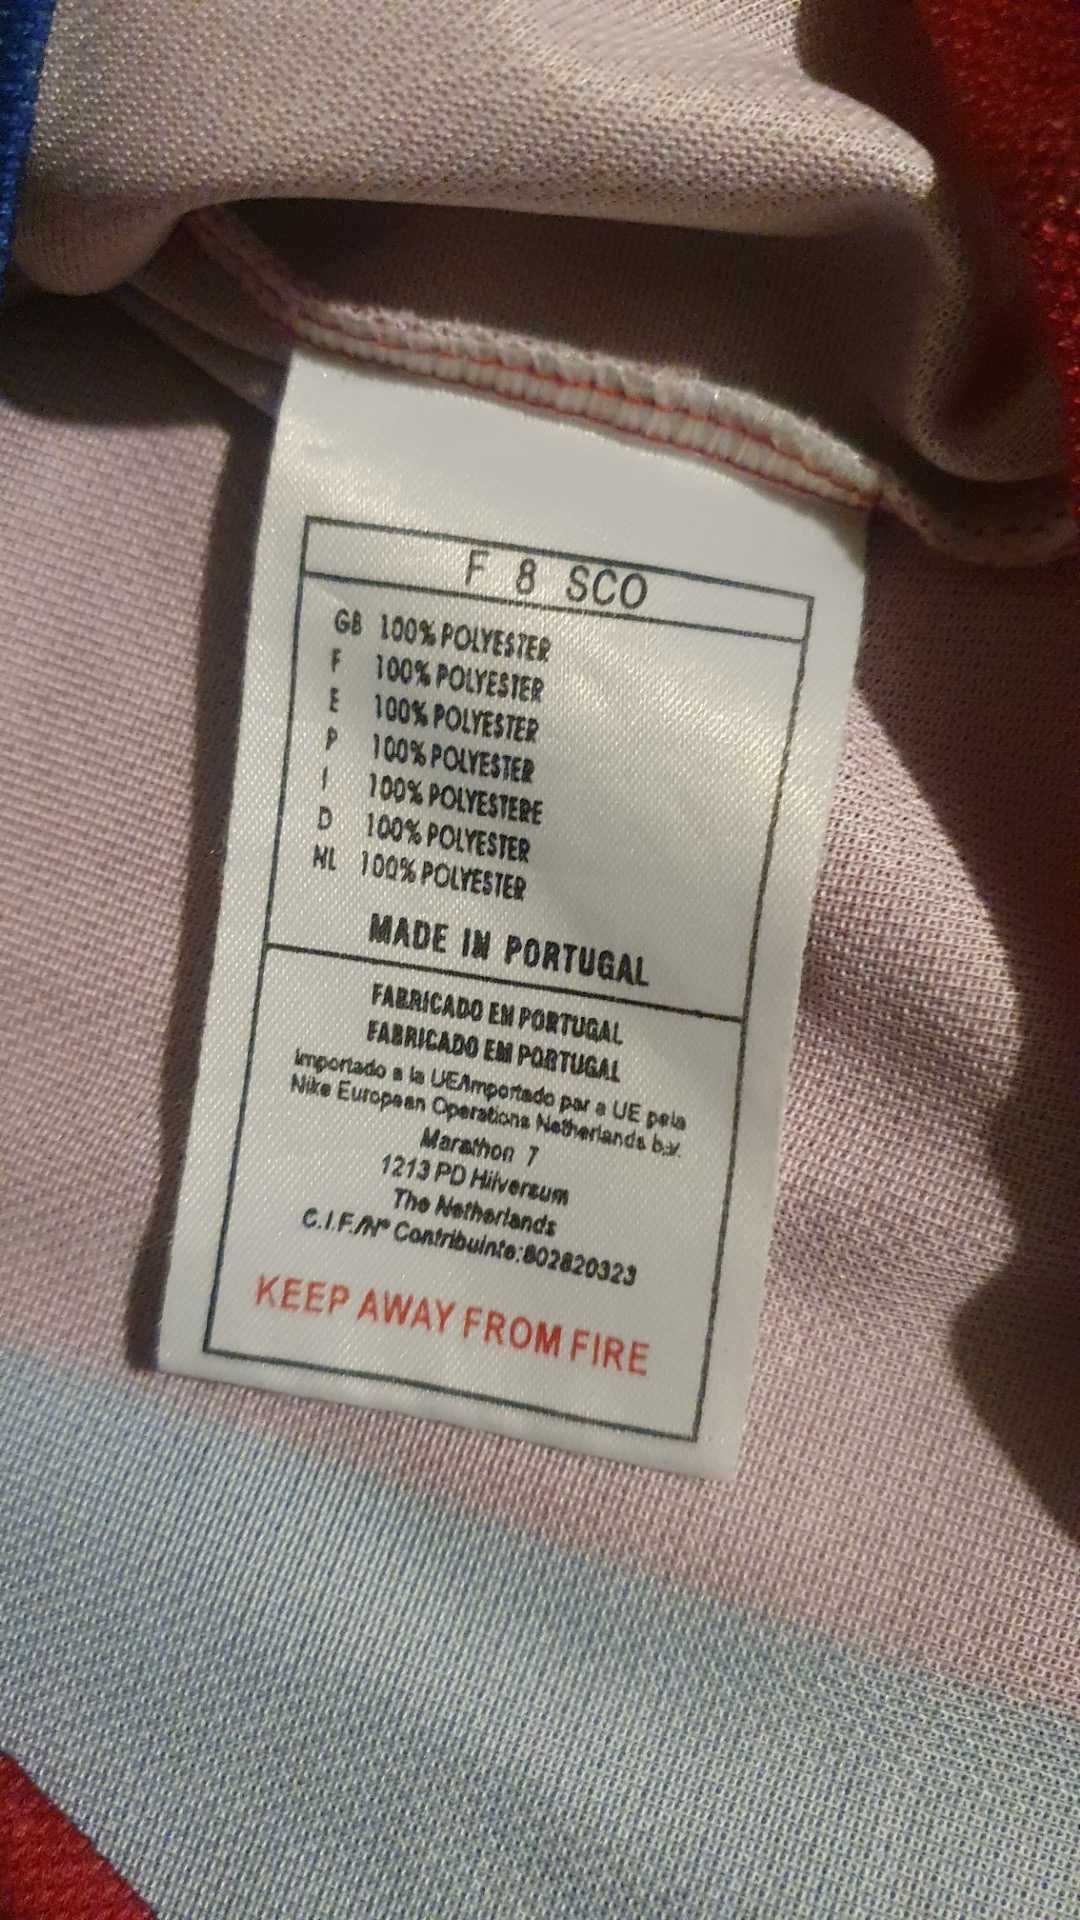 F 8 SCO
GB 100% POLYESTER
F 100% POLYESTER
E 100% POLYESTER
P 100% POLYESTER
I 100% POLYESTERE
D 100% POLYESTER
NL 100% POLYESTER
MADE IN PORTUGAL
FABRICADO EN PORTUGAL
FABRICADO EM PORTUGAL
Importado a la UE/Importado par a UE pela
Nike European Operations Netherlands b.v.
Marathon 7
1213 PD Hilversum
The Netherlands
C.I.F./Nº Contribuinte:802820323
KEEP AWAY FROM FIRE